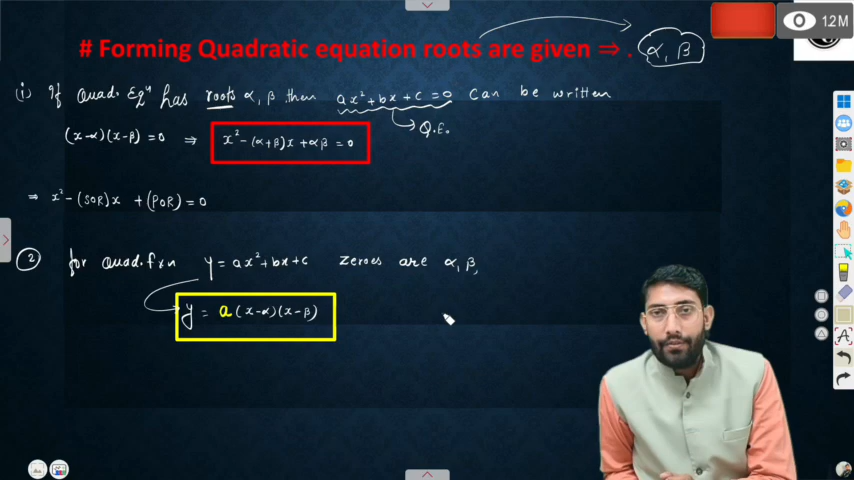 12M
# Forming Quadratic equation roots are given ⇒ . α, β
(i) If Quad. Eqn has roots α, β then ax² + bx + c = 0 can be written
(x-α)(x-β) = 0 ⇒ x² - (α+β)x + αβ = 0
→ Q.E.
⇒ x² - (SOR)x + (POR) = 0
② for Quad. fxn y = ax² + bx + c zeroes are α, β,
y = a (x-α)(x-β)